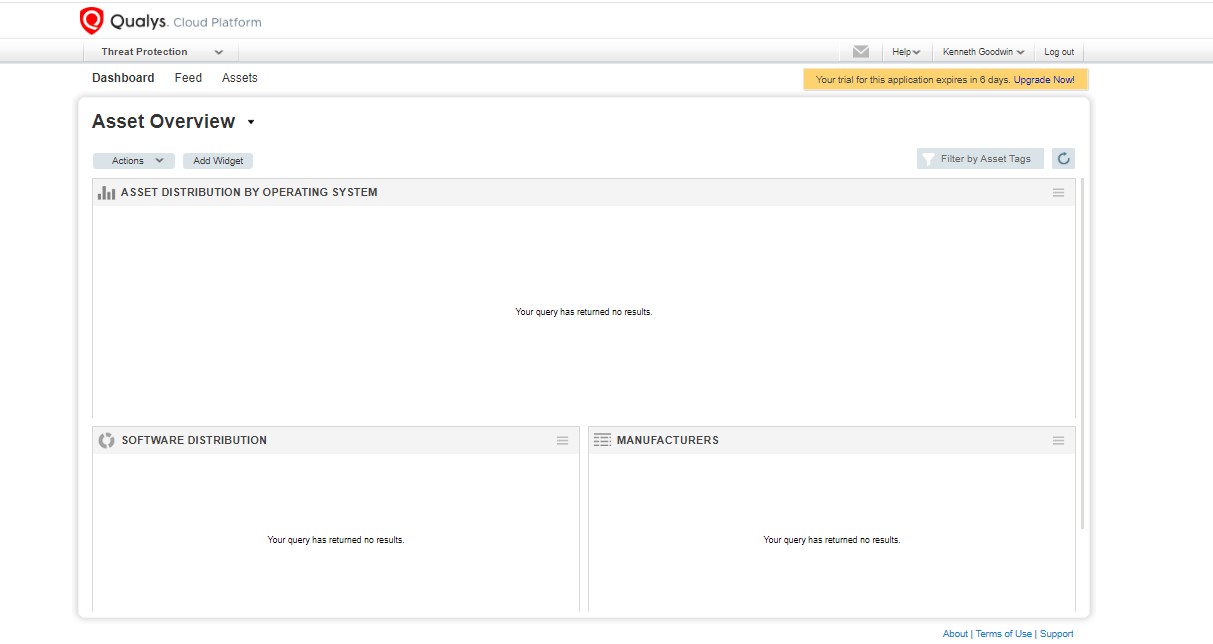 Qualys. Cloud Platform
Threat Protection
Help
Kenneth Goodwin
Log out
Dashboard Feed Assets
Your trial for this application expires in 6 days. Upgrade Now!
Asset Overview
Actions
Add Widget
Filter by Asset Tags
ASSET DISTRIBUTION BY OPERATING SYSTEM
Your query has returned no results.
SOFTWARE DISTRIBUTION
Your query has returned no results.
MANUFACTURERS
Your query has returned no results.
About | Terms of Use | Support